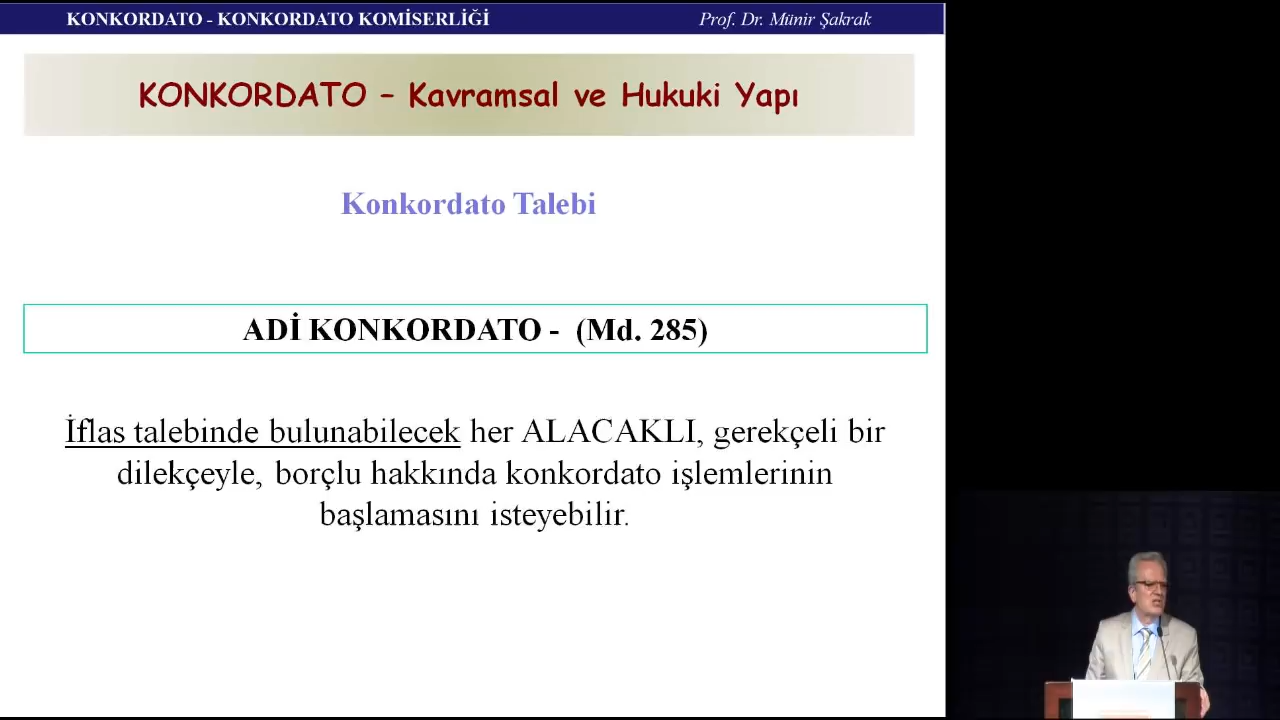 KONKORDATO - KONKORDATO KOMİSERLİĞİ
Prof. Dr. Münir Şakrak
KONKORDATO – Kavramsal ve Hukuki Yapı
Konkordato Talebi
ADİ KONKORDATO - (Md. 285)
İflas talebinde bulunabilecek her ALACAKLI, gerekçeli bir
dilekçeyle, borçlu hakkında konkordato işlemlerinin
başlamasını isteyebilir.